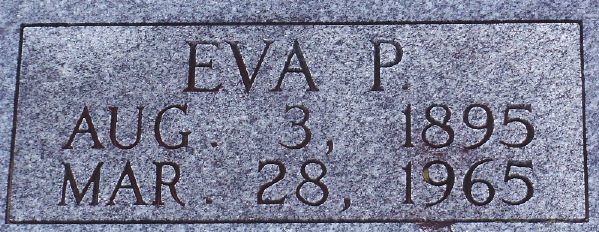 EVA P.
AUG. 3, 1895
MAR. 28, 1965